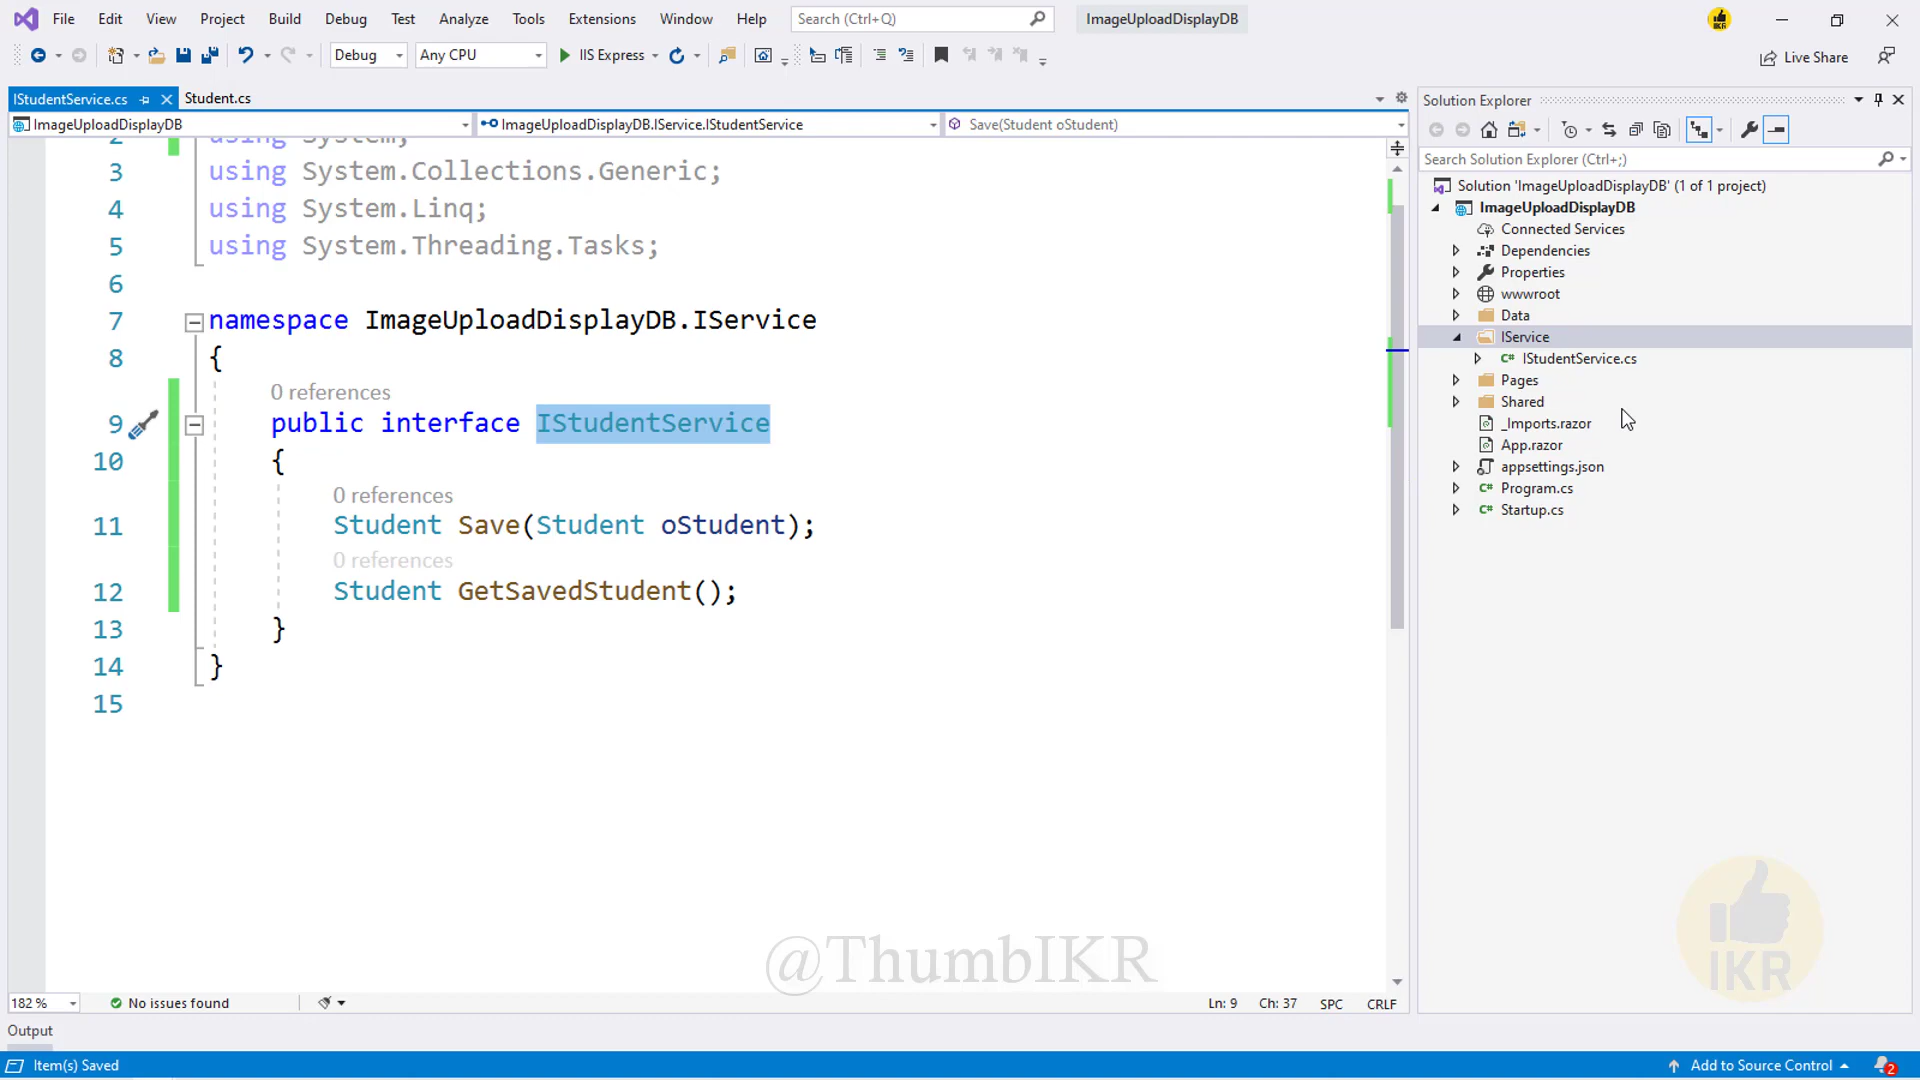 File Edit View Project Build Debug Test Analyze Tools Extensions Window Help Search (Ctrl+Q) ImageUploadDisplayDB
IKR
Debug Any CPU IIS Express Live Share
IStudentService.cs Student.cs
ImageUploadDisplayDB ImageUploadDisplayDB.IService.IStudentService Save(Student oStudent)
2 using System;
3 using System.Collections.Generic;
4 using System.Linq;
5 using System.Threading.Tasks;
6
7 namespace ImageUploadDisplayDB.IService
8 {
0 references
9 public interface IStudentService
10 {
0 references
11 Student Save(Student oStudent);
0 references
12 Student GetSavedStudent();
13 }
14 }
15
182 % No issues found Ln: 9 Ch: 37 SPC CRLF
Output
Item(s) Saved Add to Source Control 2
Solution Explorer
Search Solution Explorer (Ctrl+;)
Solution 'ImageUploadDisplayDB' (1 of 1 project)
ImageUploadDisplayDB
Connected Services
Dependencies
Properties
wwwroot
Data
IService
C# IStudentService.cs
Pages
Shared
_Imports.razor
App.razor
appsettings.json
C# Program.cs
C# Startup.cs
@ThumbIKR
IKR